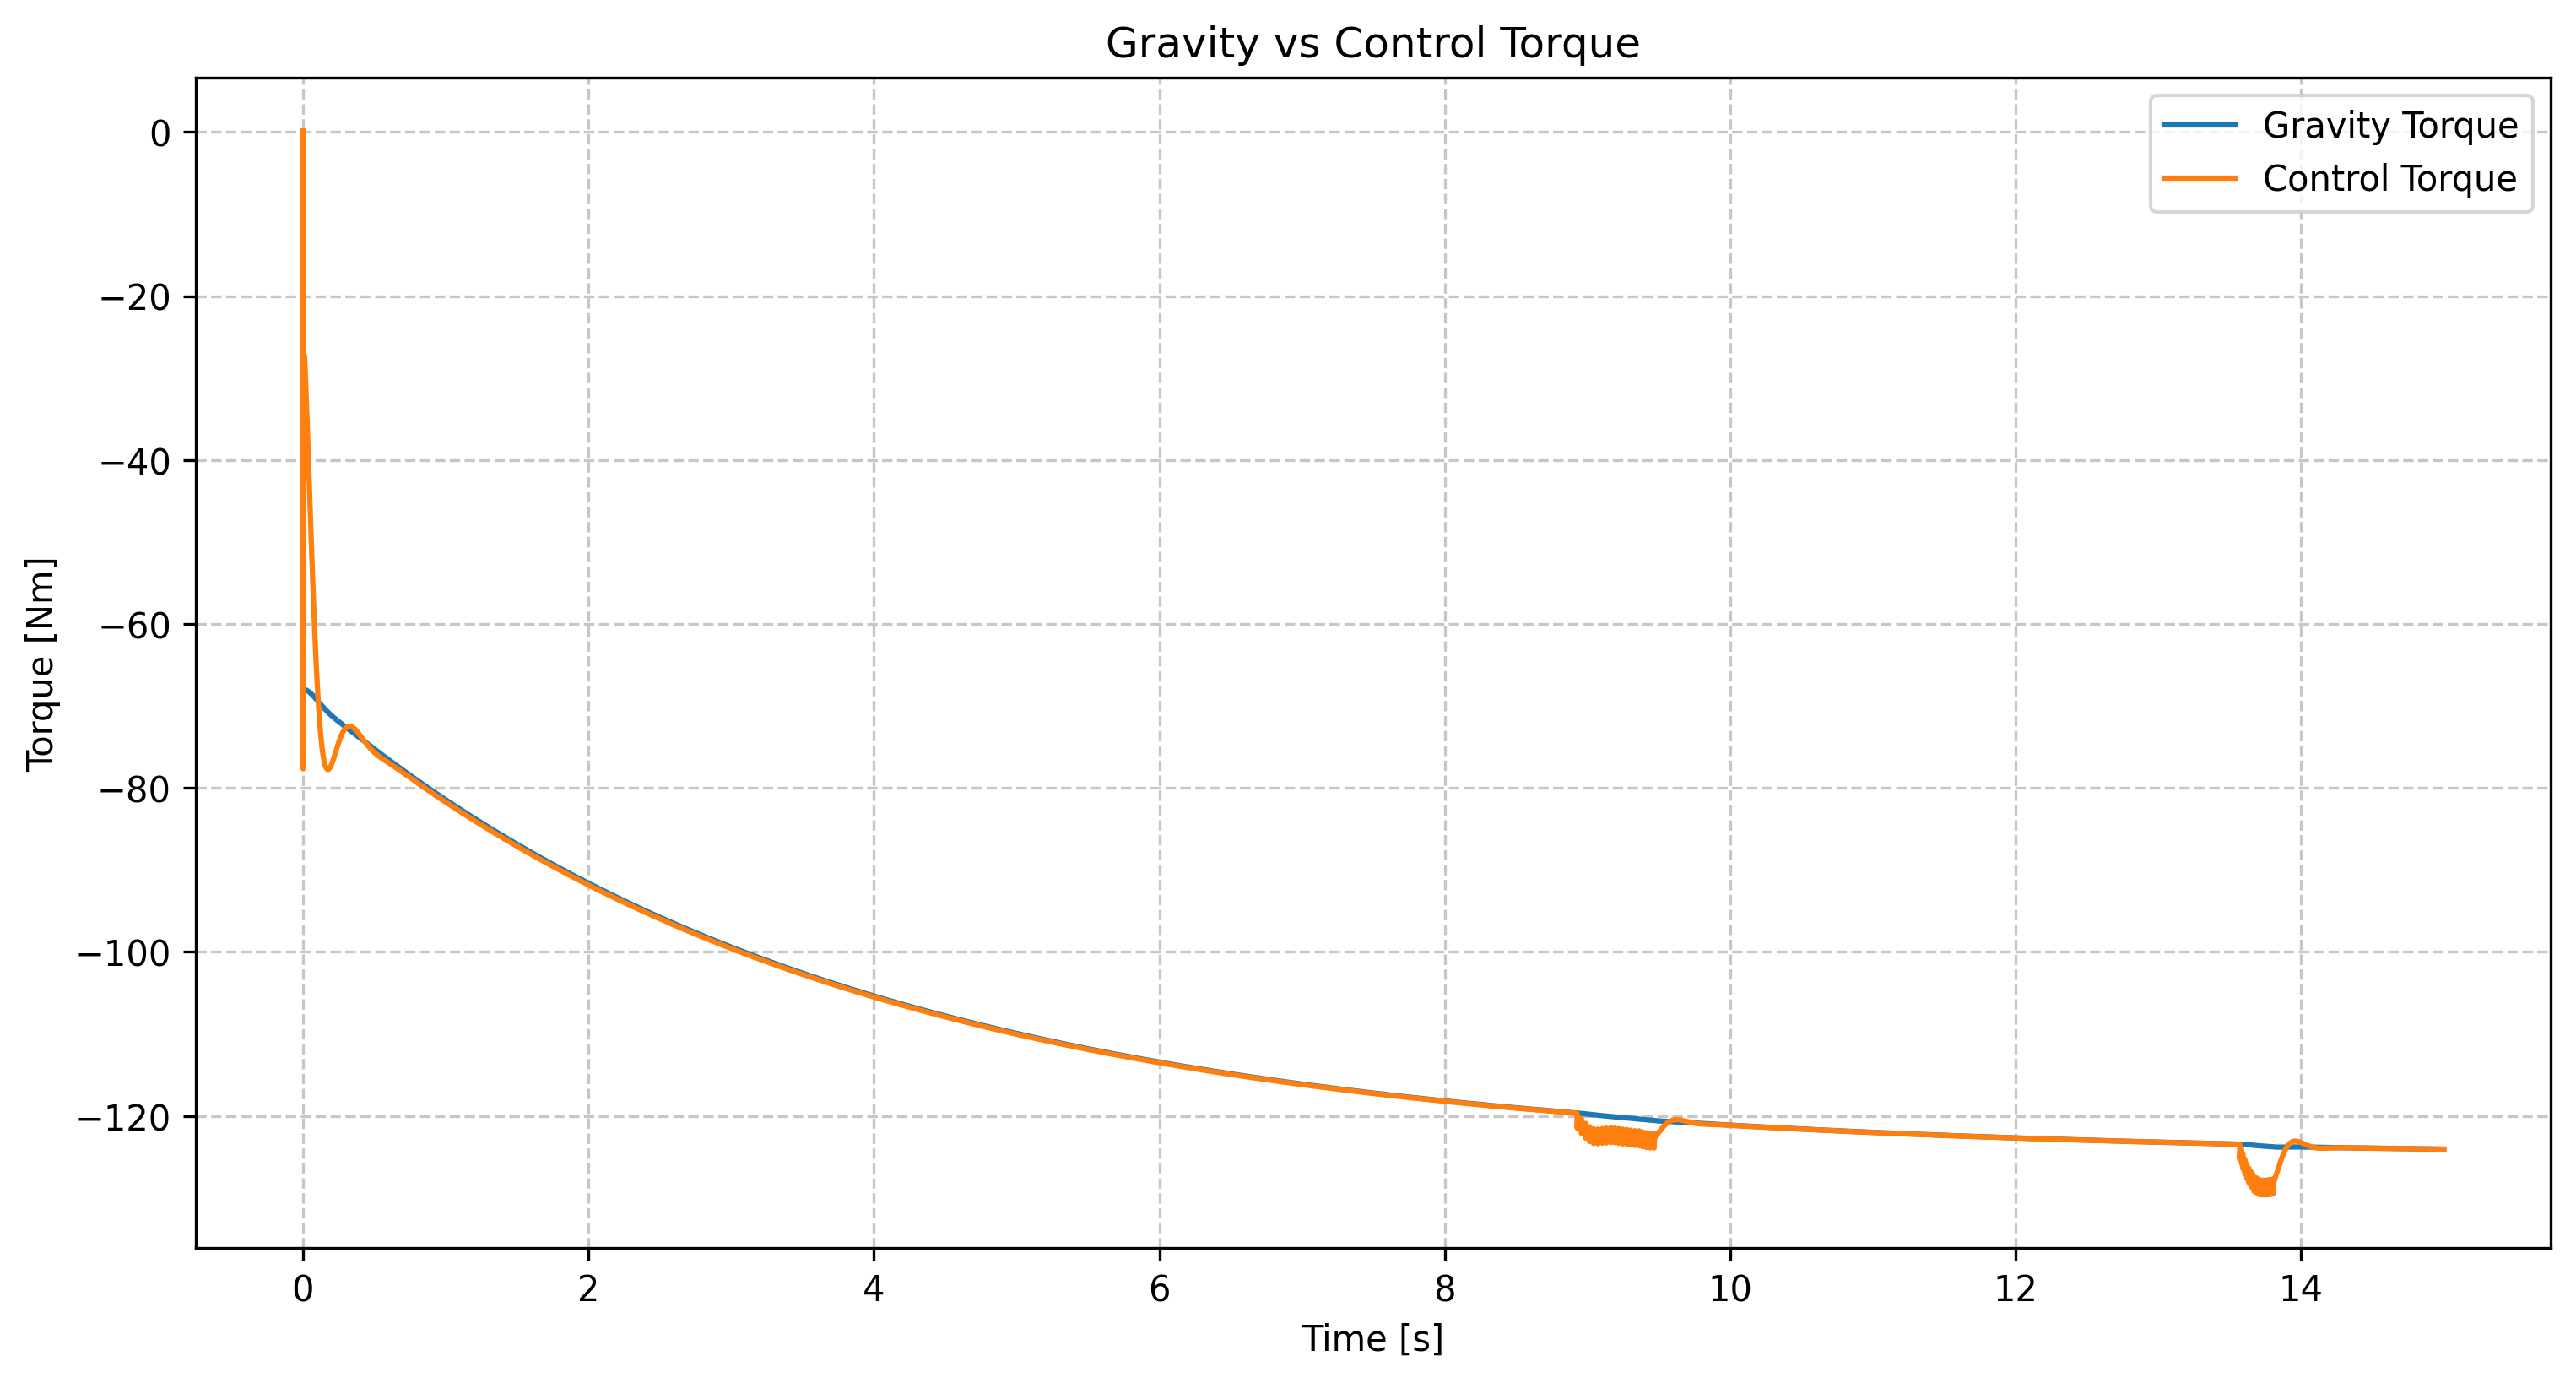 Gravity vs Control Torque
Gravity Torque
Control Torque
0
−20
−40
−60
−80
−100
−120
Torque [Nm]
0 2 4 6 8 10 12 14
Time [s]